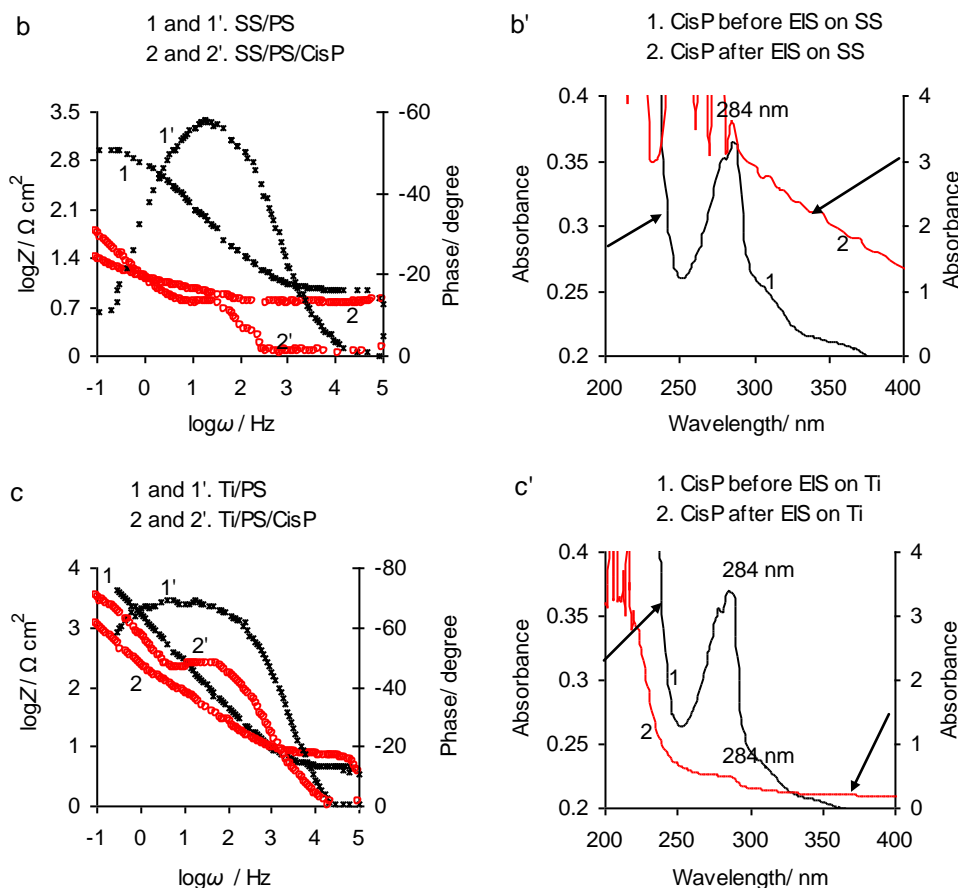 b
1 and 1'. SS/PS
2 and 2'. SS/PS/CisP
3.5
2.8
2.1
1.4
0.7
0
-60
-40
-20
0
-1
0
1
2
3
4
5
logZ / Ω cm²
Phase/ degree
logω / Hz
1'
1
2
2'
b'
1. CisP before EIS on SS
2. CisP after EIS on SS
0.4
0.35
0.3
0.25
0.2
4
3
2
1
0
200
250
300
350
400
Absorbance
Absorbance
Wavelength/ nm
284 nm
2
1
c
1 and 1'. Ti/PS
2 and 2'. Ti/PS/CisP
4
3
2
1
0
-80
-60
-40
-20
0
-1
0
1
2
3
4
5
logZ / Ω cm²
Phase/ degree
logω / Hz
1
1'
2'
2
c'
1. CisP before EIS on Ti
2. CisP after EIS on Ti
0.4
0.35
0.3
0.25
0.2
4
3
2
1
0
200
250
300
350
400
Absorbance
Absorbance
Wavelength/ nm
284 nm
1
2
284 nm